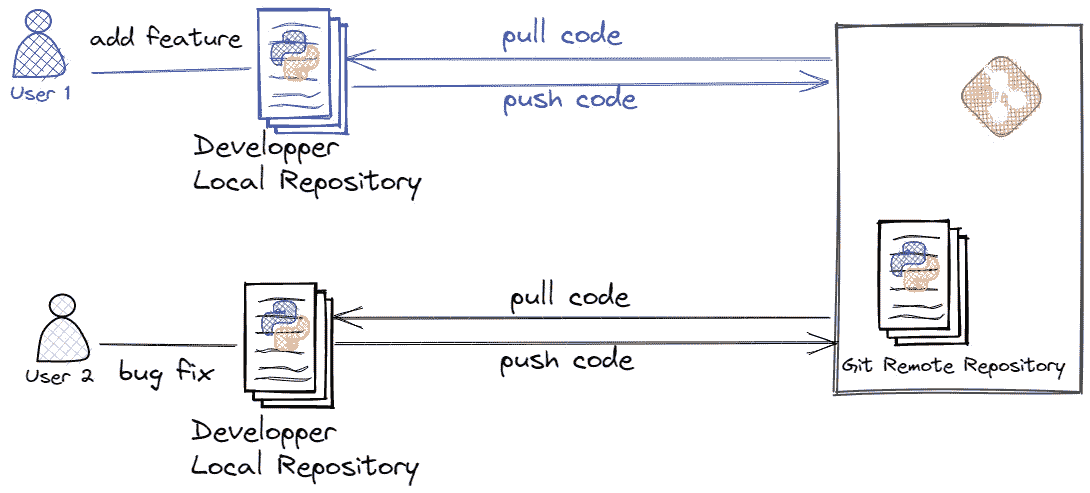 add feature
User 1
pull code
push code
Developper
Local Repository
pull code
push code
User 2
bug fix
Git Remote Repository
Developper
Local Repository